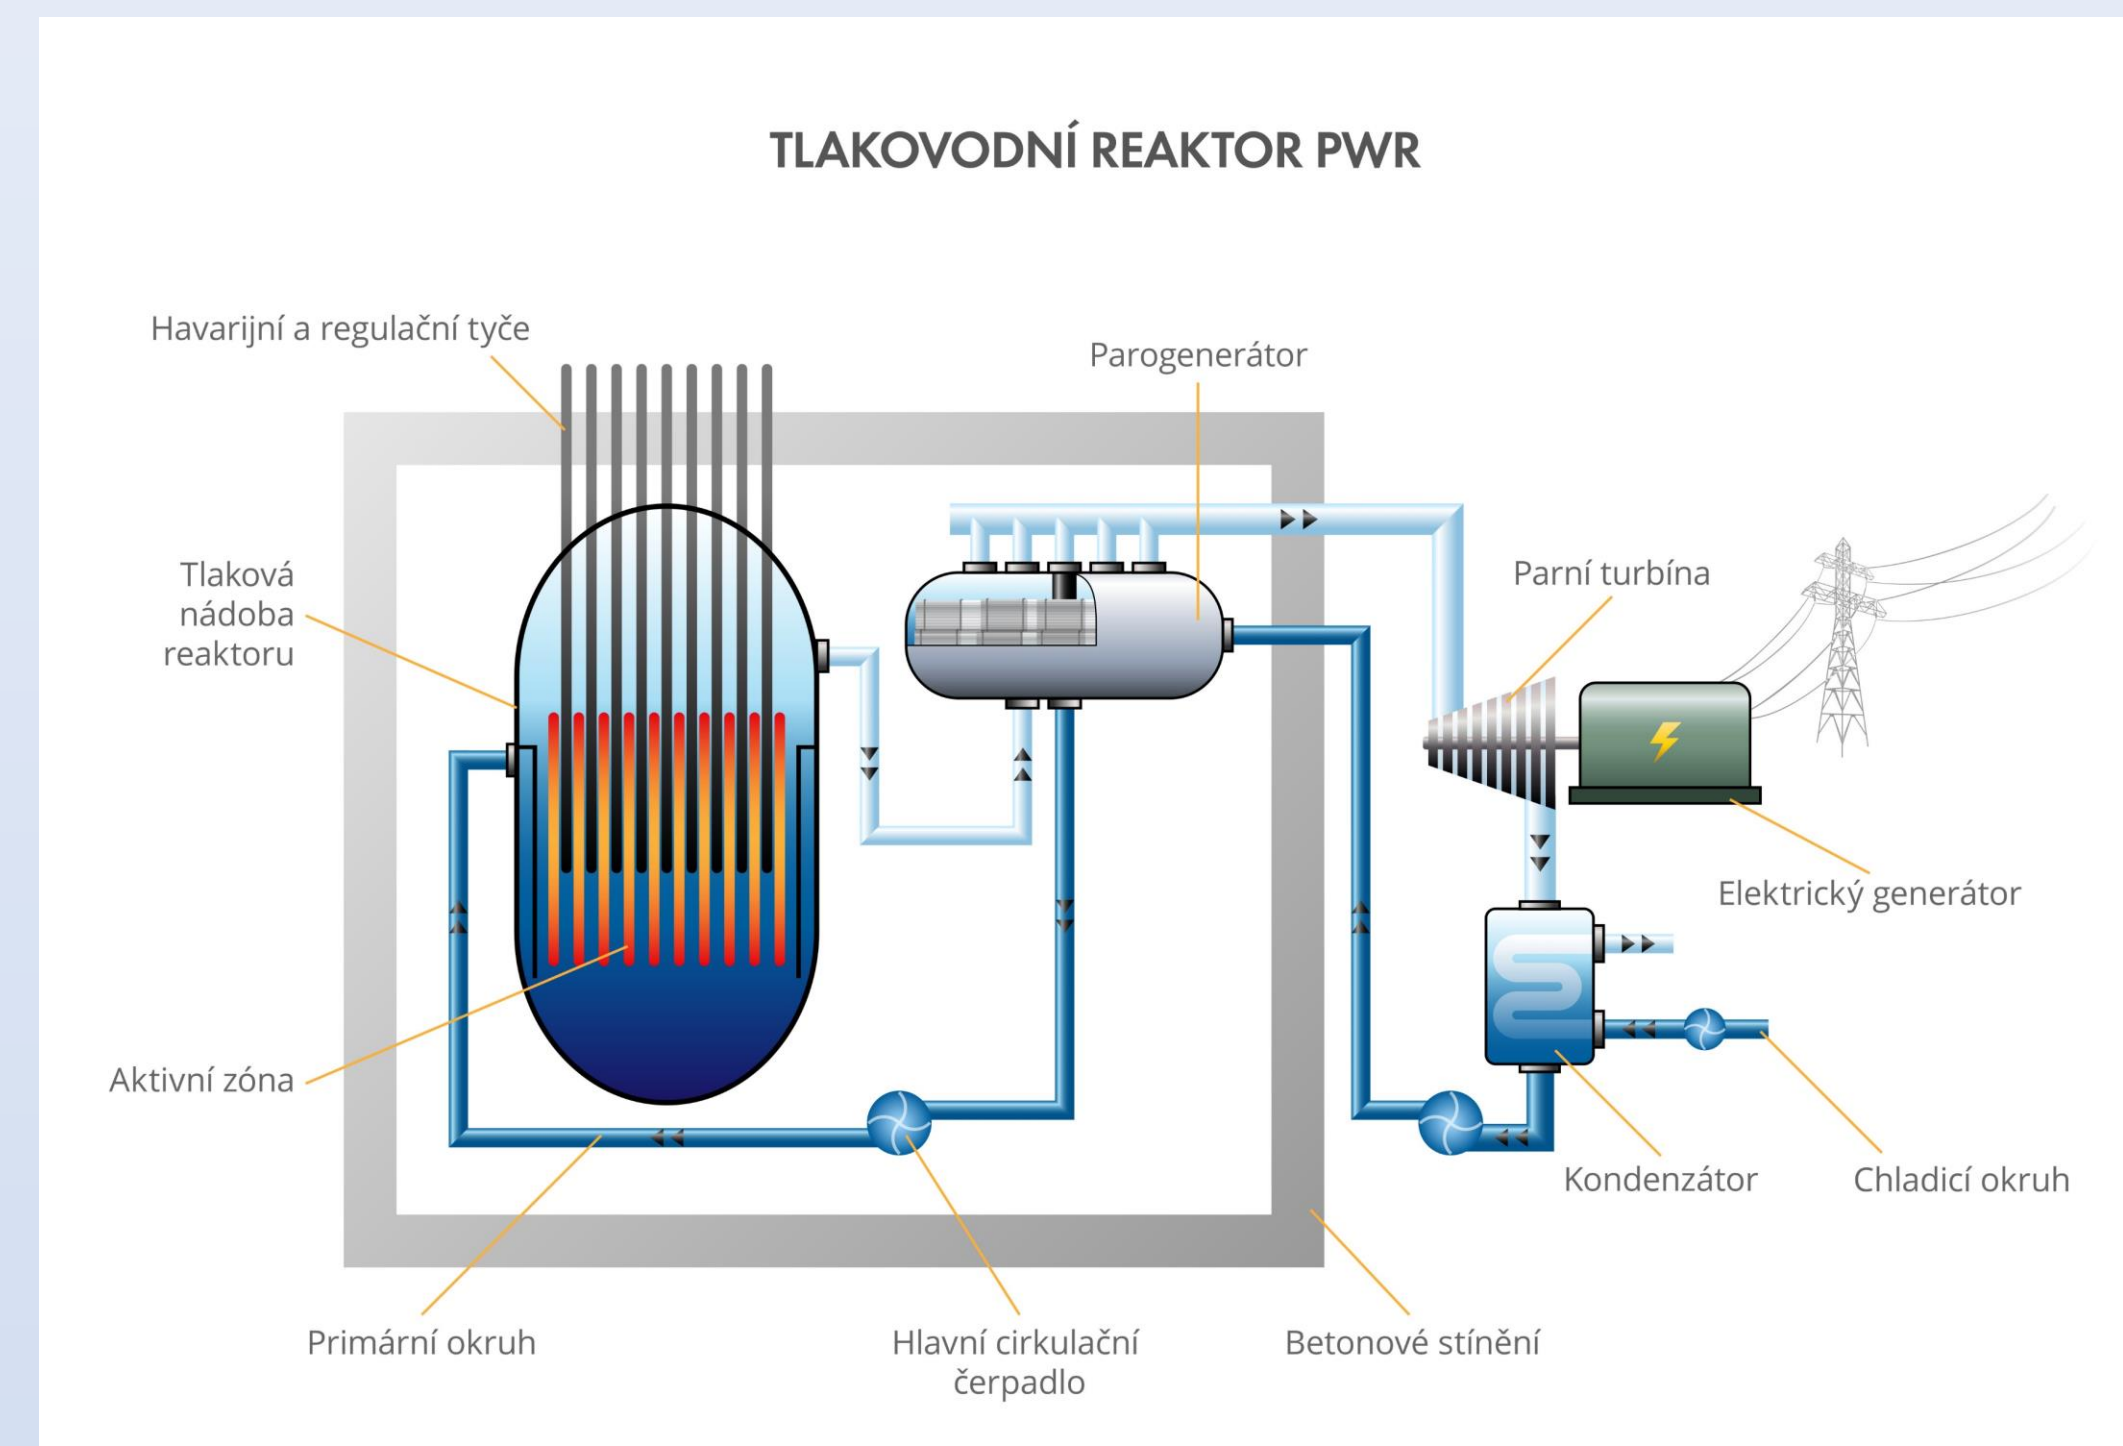 TLAKOVODNÍ REAKTOR PWR
Havarijní a regulační tyče
Parogenerátor
Tlaková
nádoba
reaktoru
Parní turbína
Elektrický generátor
Aktivní zóna
Kondenzátor
Chladicí okruh
Primární okruh
Hlavní cirkulační
čerpadlo
Betonové stínění